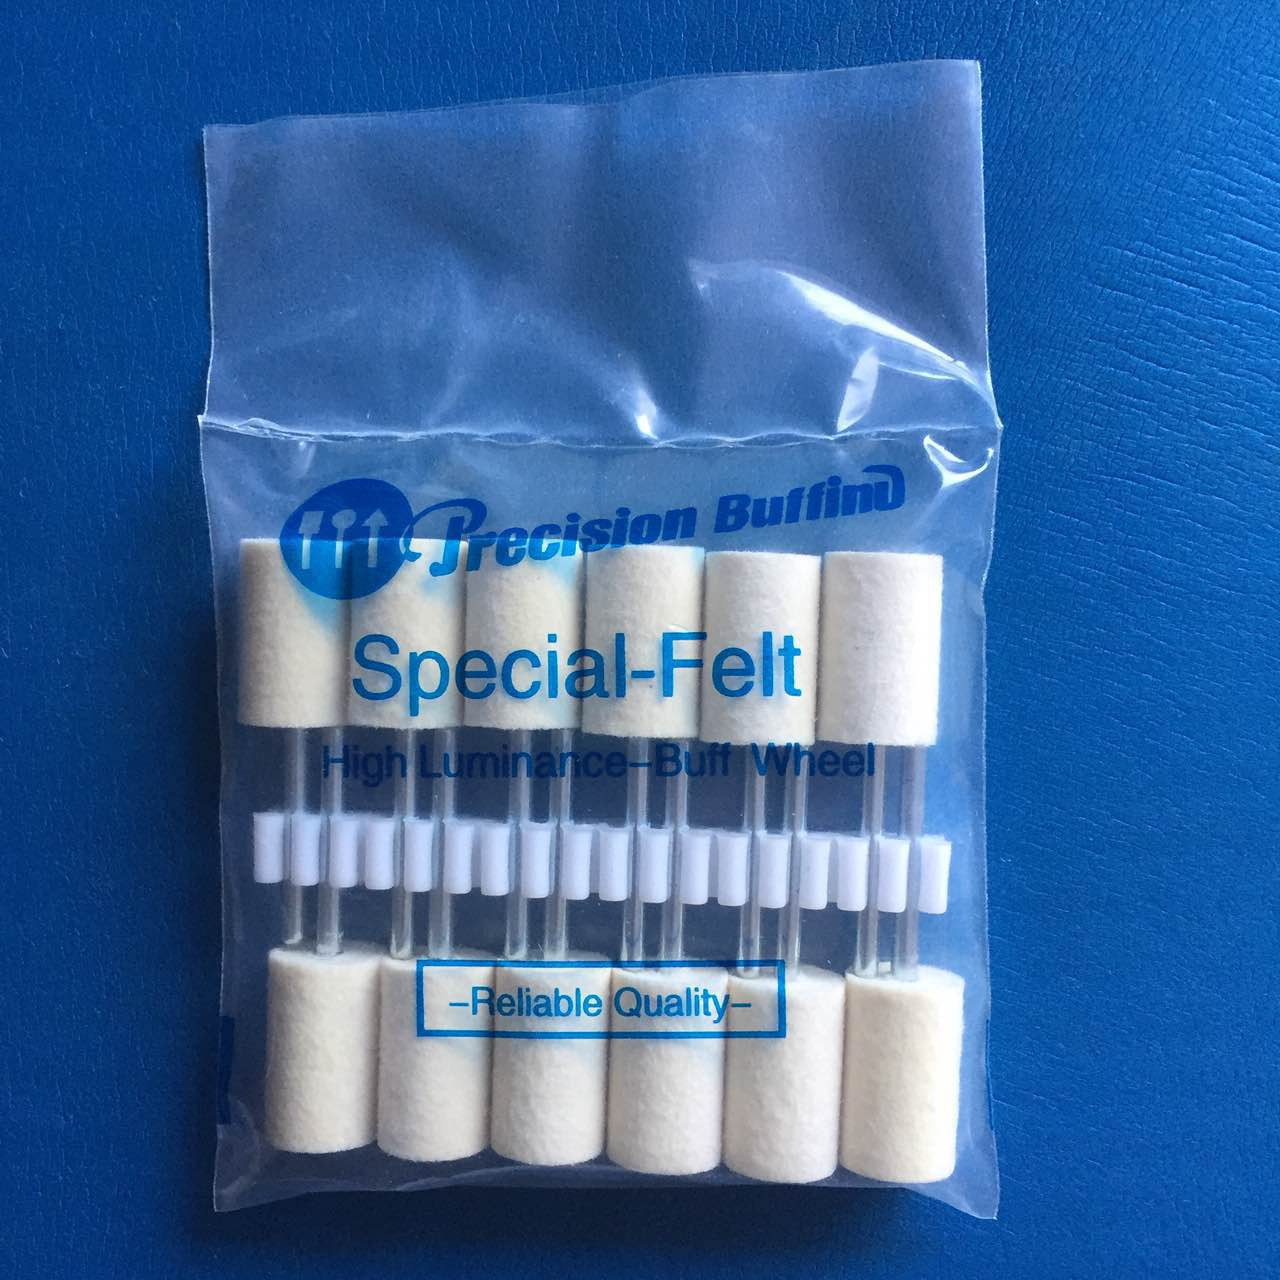 Precision Buffing
Special-Felt
High Luminance-Buff Wheel
-Reliable Quality-